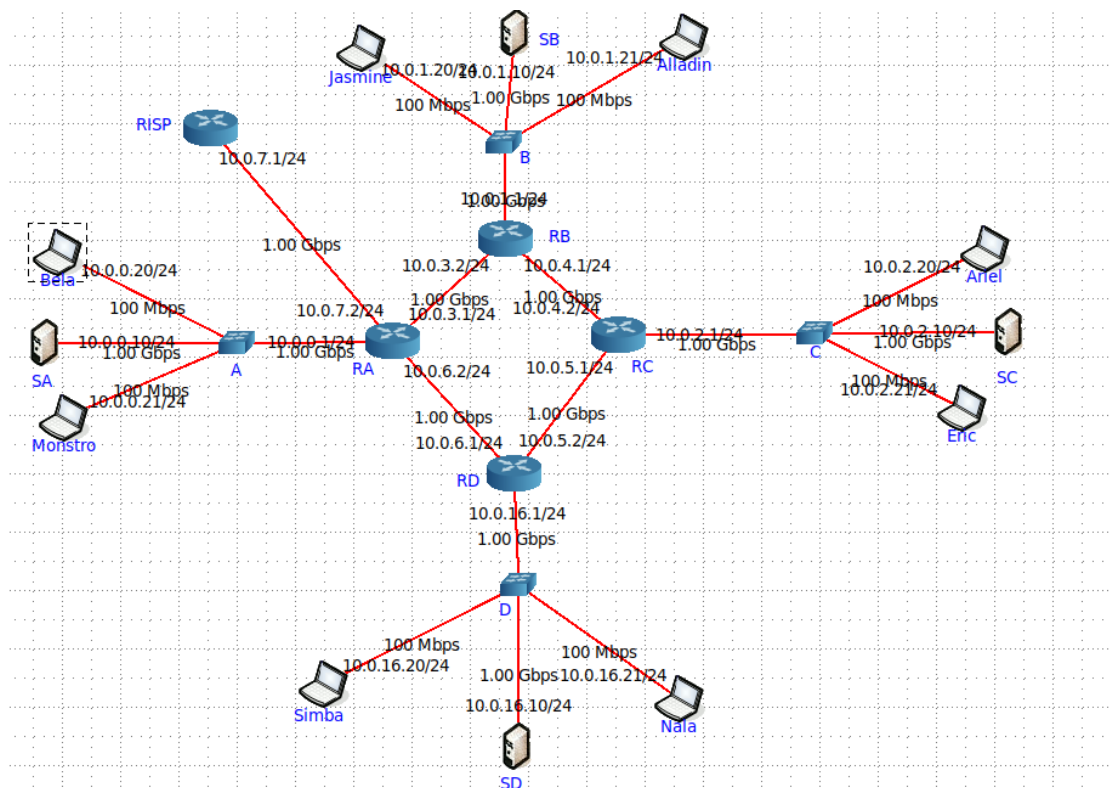 SB
10.0.1.20/24
10.0.1.10/24
10.0.1.21/24
Jasmine
Alladin
100 Mbps
1.00 Gbps
100 Mbps
RISP
B
10.0.7.1/24
10.0.1.1/24
1.00 Gbps
RB
1.00 Gbps
10.0.3.2/24
10.0.4.1/24
Bela
10.0.0.20/24
10.0.2.20/24
Ariel
100 Mbps
10.0.7.2/24
1.00 Gbps
10.0.3.1/24
1.00 Gbps
10.0.4.2/24
100 Mbps
10.0.0.10/24
1.00 Gbps
10.0.0.1/24
1.00 Gbps
10.0.2.1/24
1.00 Gbps
10.0.2.10/24
1.00 Gbps
SA
A
RA
RC
C
SC
10.0.6.2/24
10.0.5.1/24
100 Mbps
10.0.0.21/24
100 Mbps
10.0.2.21/24
Monstro
1.00 Gbps
1.00 Gbps
Eric
10.0.6.1/24
10.0.5.2/24
RD
10.0.16.1/24
1.00 Gbps
D
100 Mbps
100 Mbps
10.0.16.20/24
1.00 Gbps
10.0.16.21/24
Simba
10.0.16.10/24
Nala
SD